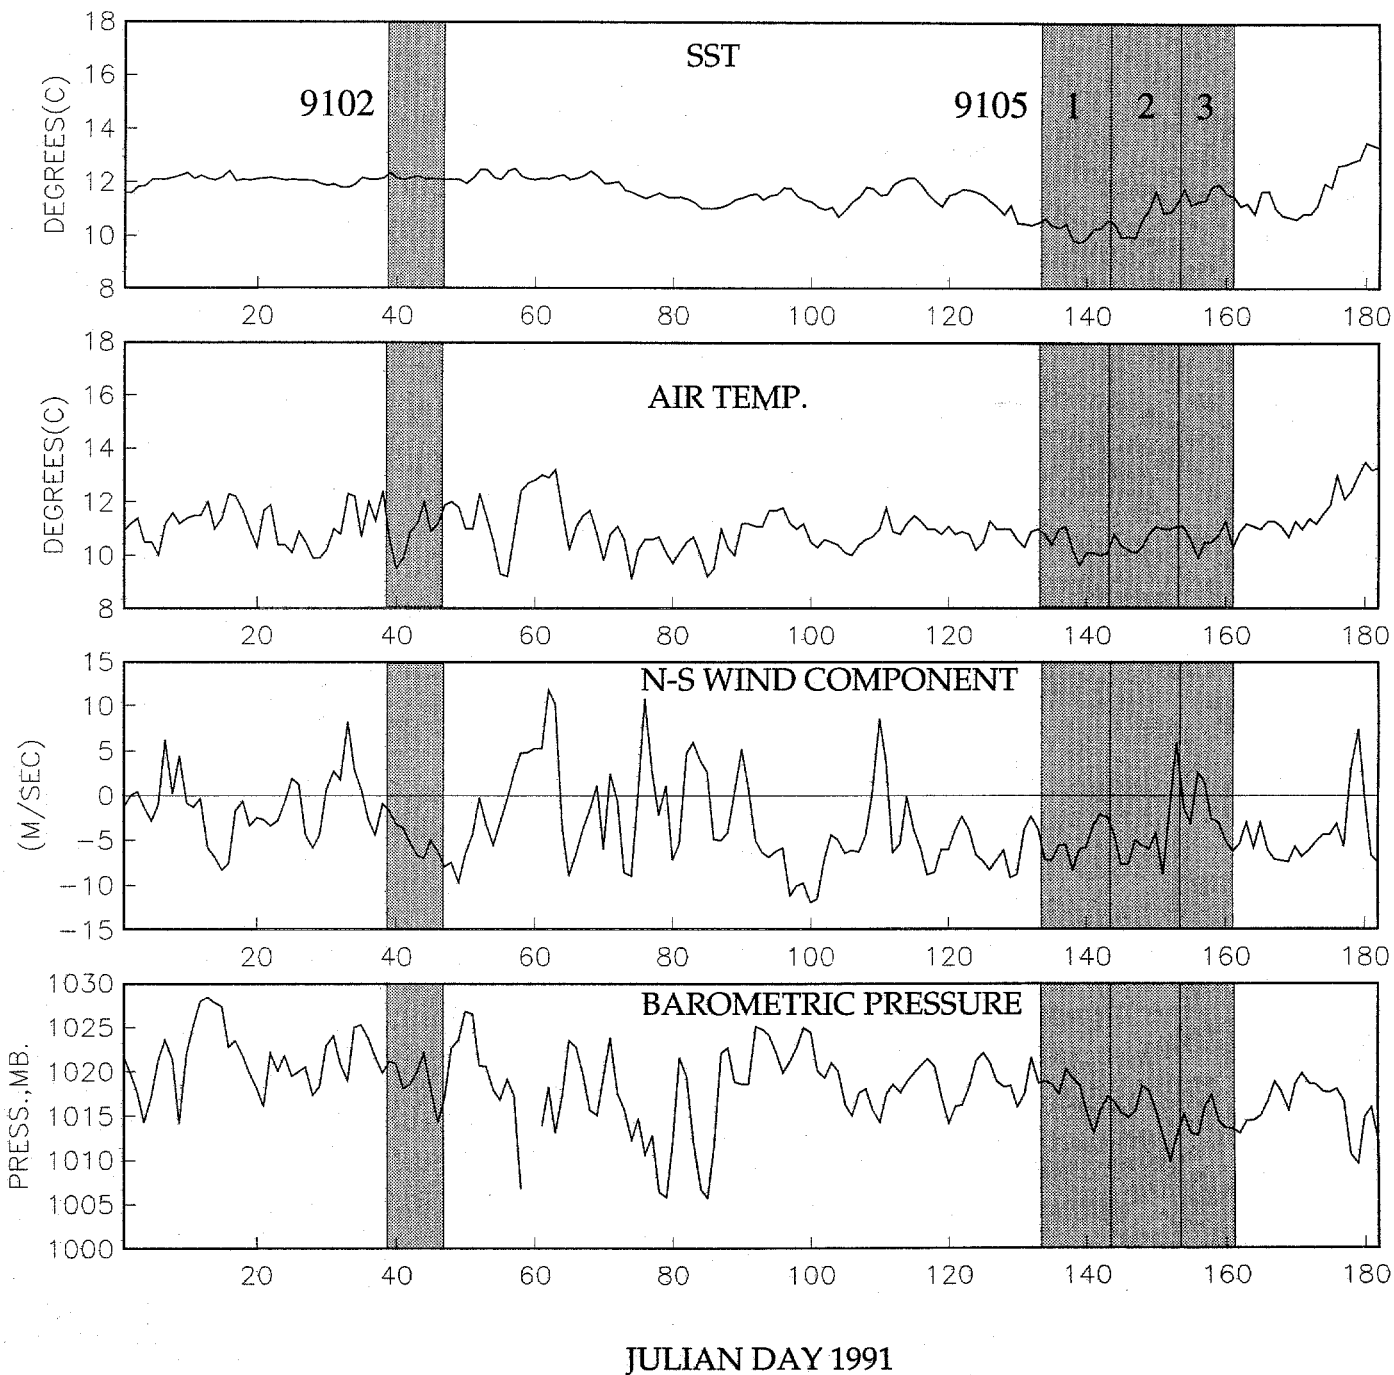 18
16
14
12
10
8
DEGREES(C)
SST
9102
9105
1
2
3
20 40 60 80 100 120 140 160 180
18
16
14
12
10
8
DEGREES(C)
AIR TEMP.
20 40 60 80 100 120 140 160 180
15
10
5
0
-5
-10
-15
(M/SEC)
N-S WIND COMPONENT
20 40 60 80 100 120 140 160 180
1030
1025
1020
1015
1010
1005
1000
PRESS.,MB.
BAROMETRIC PRESSURE
20 40 60 80 100 120 140 160 180
JULIAN DAY 1991